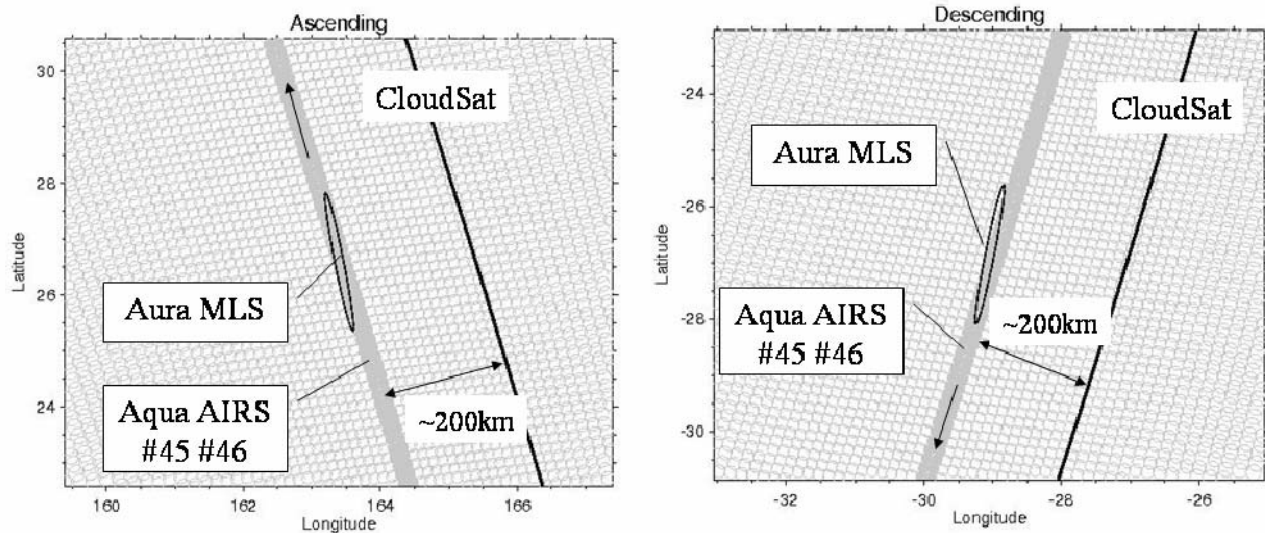 Ascending
30
28
26
24
Latitude
160
162
164
166
Longitude
CloudSat
Aura MLS
Aqua AIRS
#45 #46
~200km
Descending
-24
-26
-28
-30
Latitude
-32
-30
-28
-26
Longitude
CloudSat
Aura MLS
Aqua AIRS
#45 #46
~200km